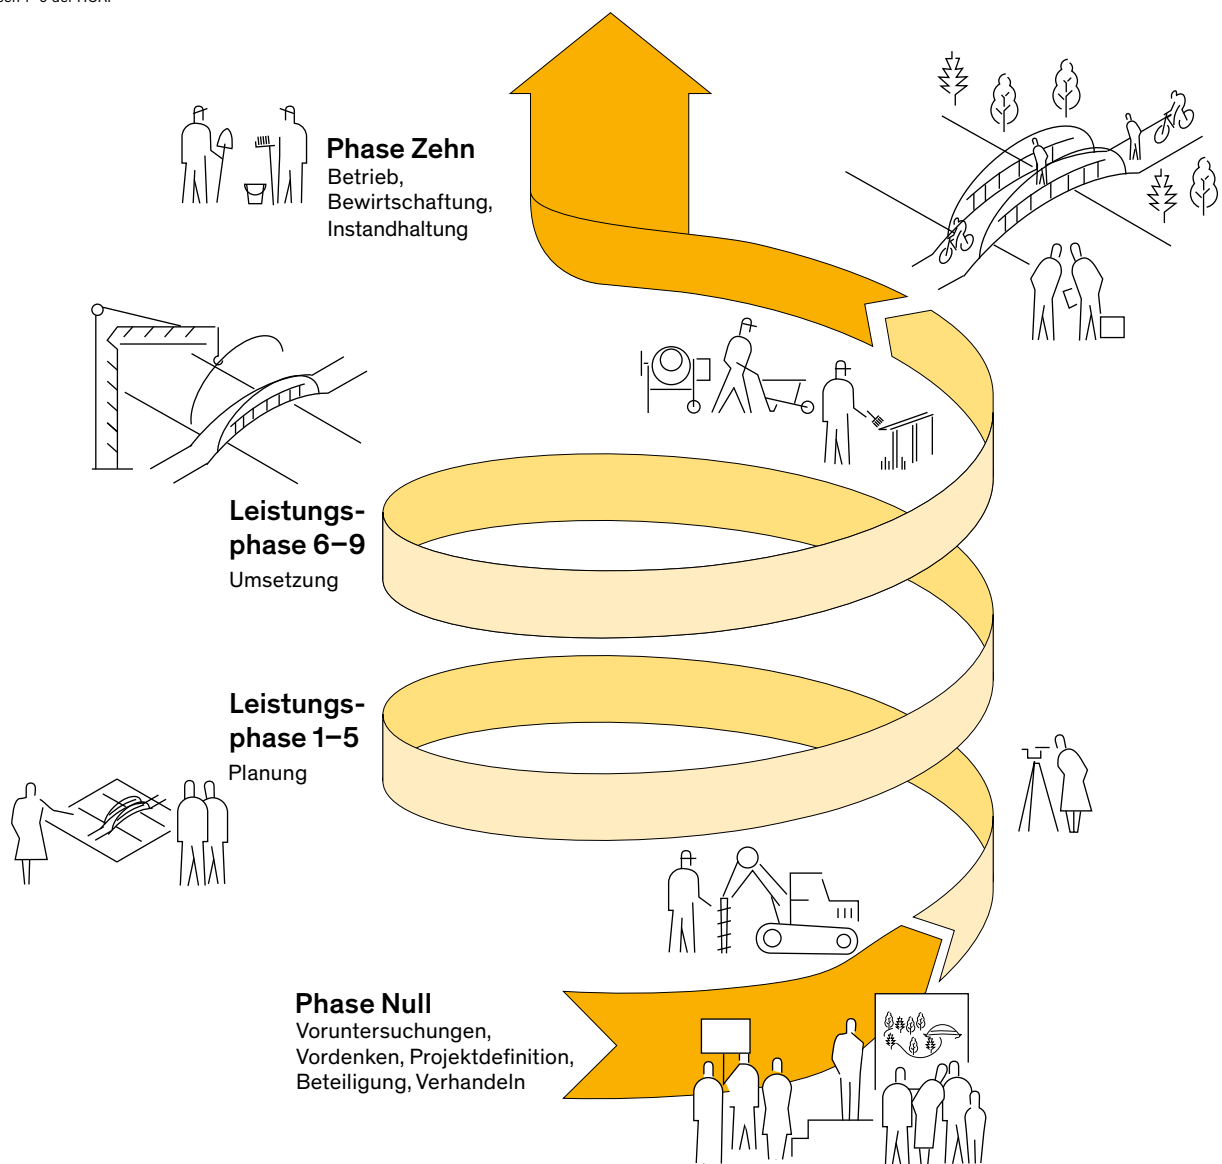 Phase Zehn
Betrieb,
Bewirtschaftung,
Instandhaltung
Leistungs-
phase 6–9
Umsetzung
Leistungs-
phase 1–5
Planung
Phase Null
Voruntersuchungen,
Vordenken, Projektdefinition,
Beteiligung, Verhandeln